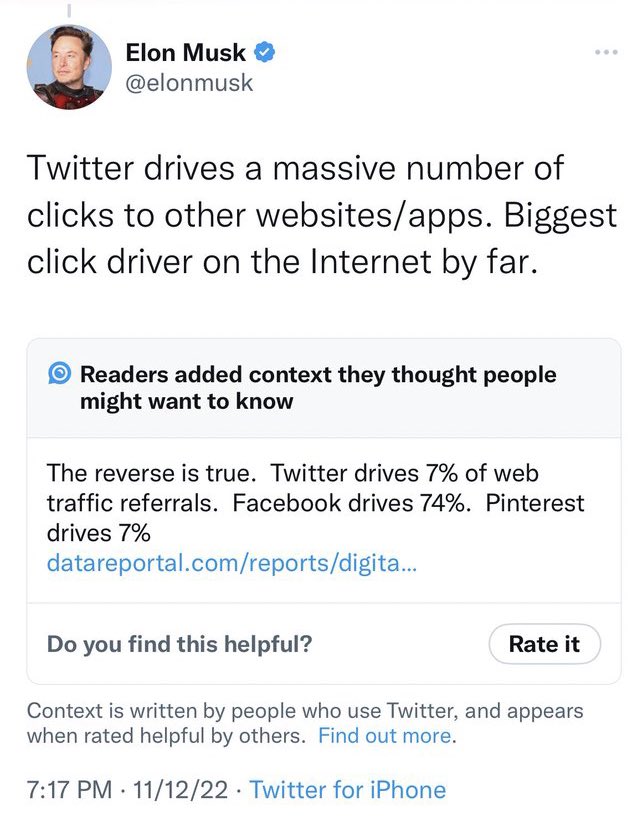 Elon Musk
@elonmusk
Twitter drives a massive number of
clicks to other websites/apps. Biggest
click driver on the Internet by far.
Readers added context they thought people
might want to know
The reverse is true.  Twitter drives 7% of web
traffic referrals.  Facebook drives 74%.  Pinterest
drives 7%
datareportal.com/reports/digita...
Do you find this helpful?
Rate it
Context is written by people who use Twitter, and appears
when rated helpful by others.  Find out more.
7:17 PM · 11/12/22 · Twitter for iPhone